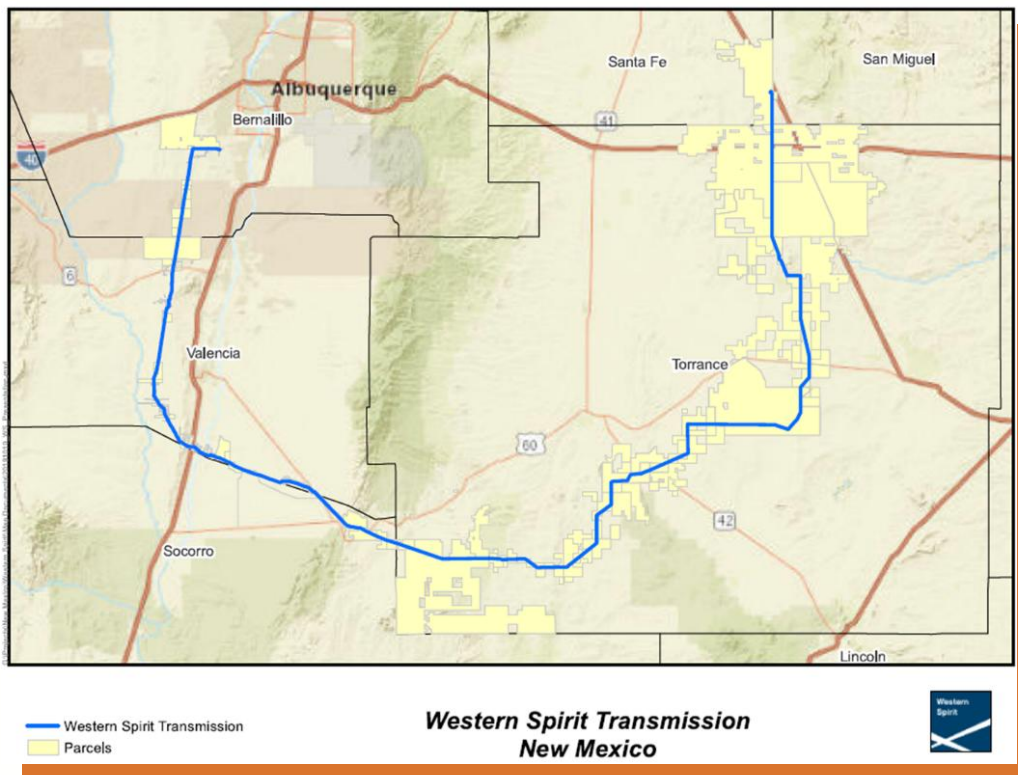 Santa Fe
San Miguel
Albuquerque
41
Bernalillo
40
6
Valencia
Torrance
60
42
Socorro
Lincoln
Western Spirit Transmission
Parcels
Western Spirit Transmission
New Mexico
Western
Spirit